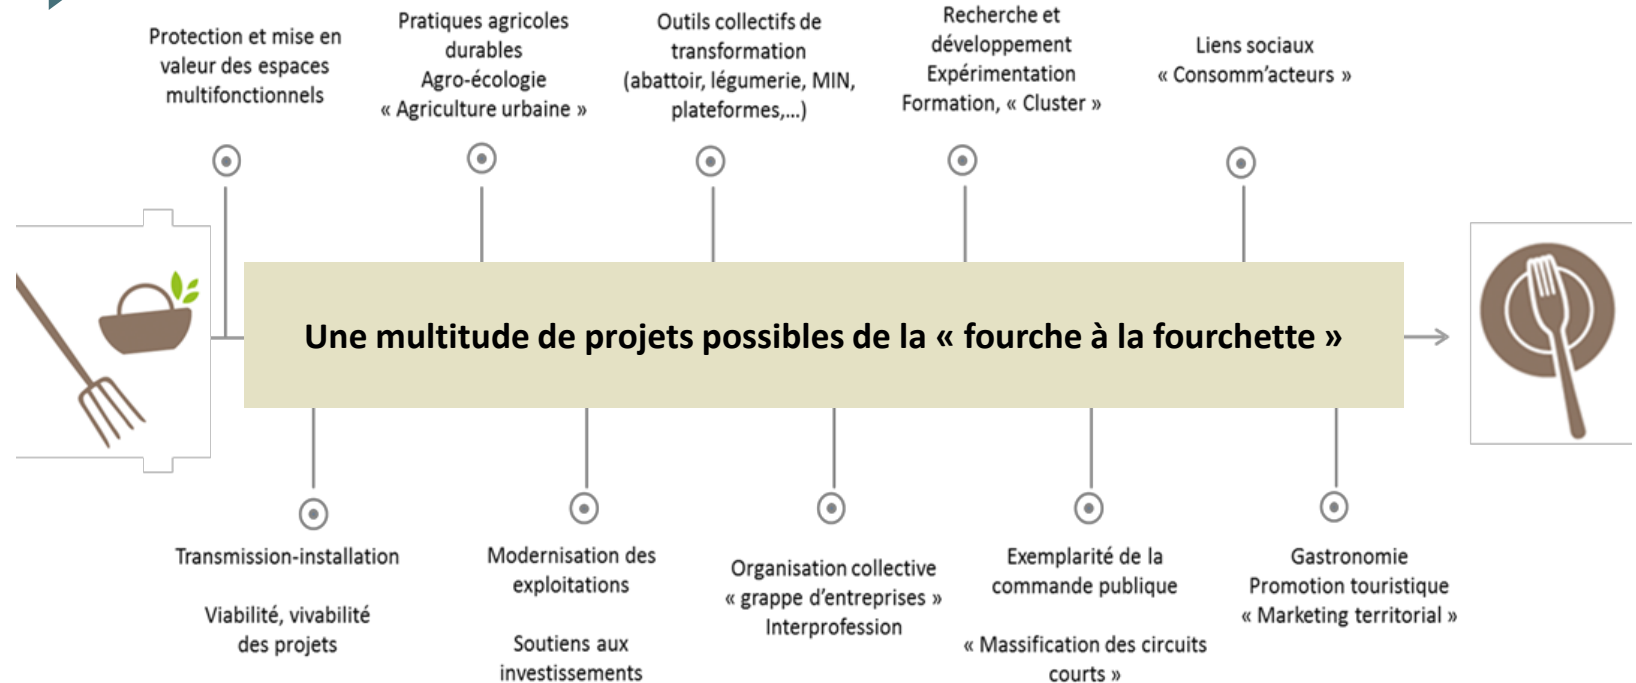 Protection et mise en
valeur des espaces
multifonctionnels
Pratiques agricoles
durables
Agro-écologie
« Agriculture urbaine »
Outils collectifs de
transformation
(abattoir, légumerie, MIN,
plateformes,...)
Recherche et
développement
Expérimentation
Formation, « Cluster »
Liens sociaux
« Consomm'acteurs »
Une multitude de projets possibles de la « fourche à la fourchette »
Transmission-installation
Viabilité, vivabilité
des projets
Modernisation des
exploitations
Soutiens aux
investissements
Organisation collective
« grappe d'entreprises »
Interprofession
Exemplarité de la
commande publique
« Massification des circuits
courts »
Gastronomie
Promotion touristique
« Marketing territorial »